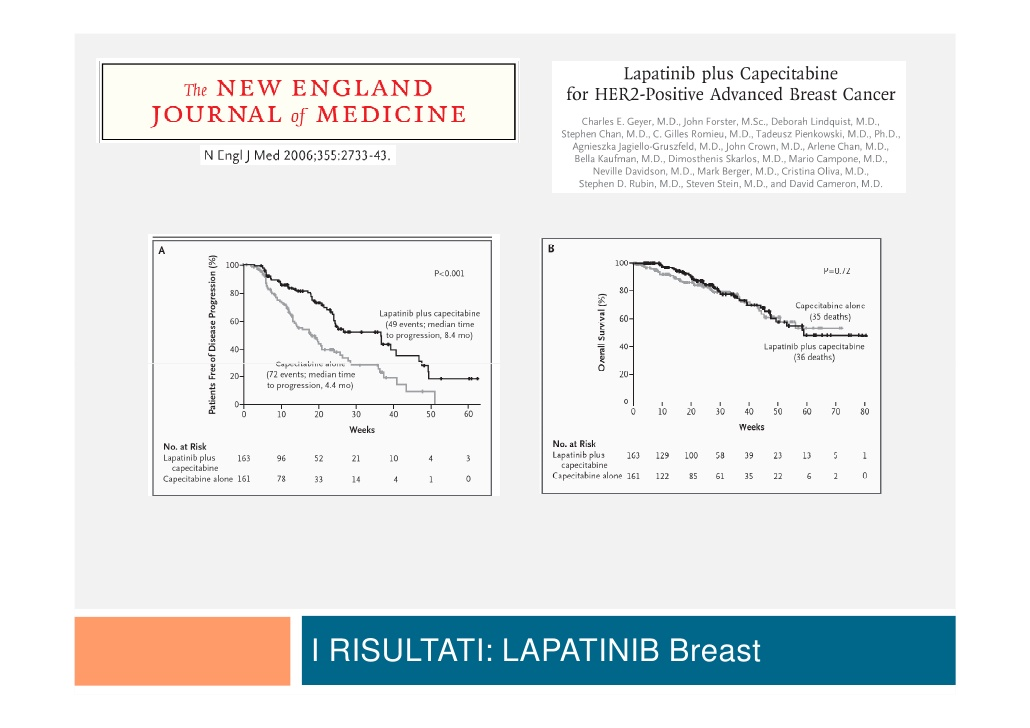 The NEW ENGLAND
JOURNAL of MEDICINE
N Engl J Med 2006;355:2733-43.
Lapatinib plus Capecitabine
for HER2-Positive Advanced Breast Cancer
Charles E. Geyer, M.D., John Forster, M.Sc., Deborah Lindquist, M.D.,
Stephen Chan, M.D., C. Gilles Romieu, M.D., Tadeusz Pienkowski, M.D., Ph.D.,
Agnieszka Jagiello-Gruszfeld, M.D., John Crown, M.D., Arlene Chan, M.D.,
Bella Kaufman, M.D., Dimosthenis Skarlos, M.D., Mario Campone, M.D.,
Neville Davidson, M.D., Mark Berger, M.D., Cristina Oliva, M.D.,
Stephen D. Rubin, M.D., Steven Stein, M.D., and David Cameron, M.D.
A
Patients Free of Disease Progression (%)
100
80
60
40
20
0
P<0.001
Lapatinib plus capecitabine
(49 events; median time
to progression, 8.4 mo)
Capecitabine alone
(72 events; median time
to progression, 4.4 mo)
0 10 20 30 40 50 60
Weeks
No. at Risk
Lapatinib plus 163 96 52 21 10 4 3
capecitabine
Capecitabine alone 161 78 33 14 4 1 0
B
Overall Survival (%)
100
80
60
40
20
0
P=0.72
Capecitabine alone
(35 deaths)
Lapatinib plus capecitabine
(36 deaths)
0 10 20 30 40 50 60 70 80
Weeks
No. at Risk
Lapatinib plus 163 129 100 58 39 23 13 5 1
capecitabine
Capecitabine alone 161 122 85 61 35 22 6 2 0
I RISULTATI: LAPATINIB Breast